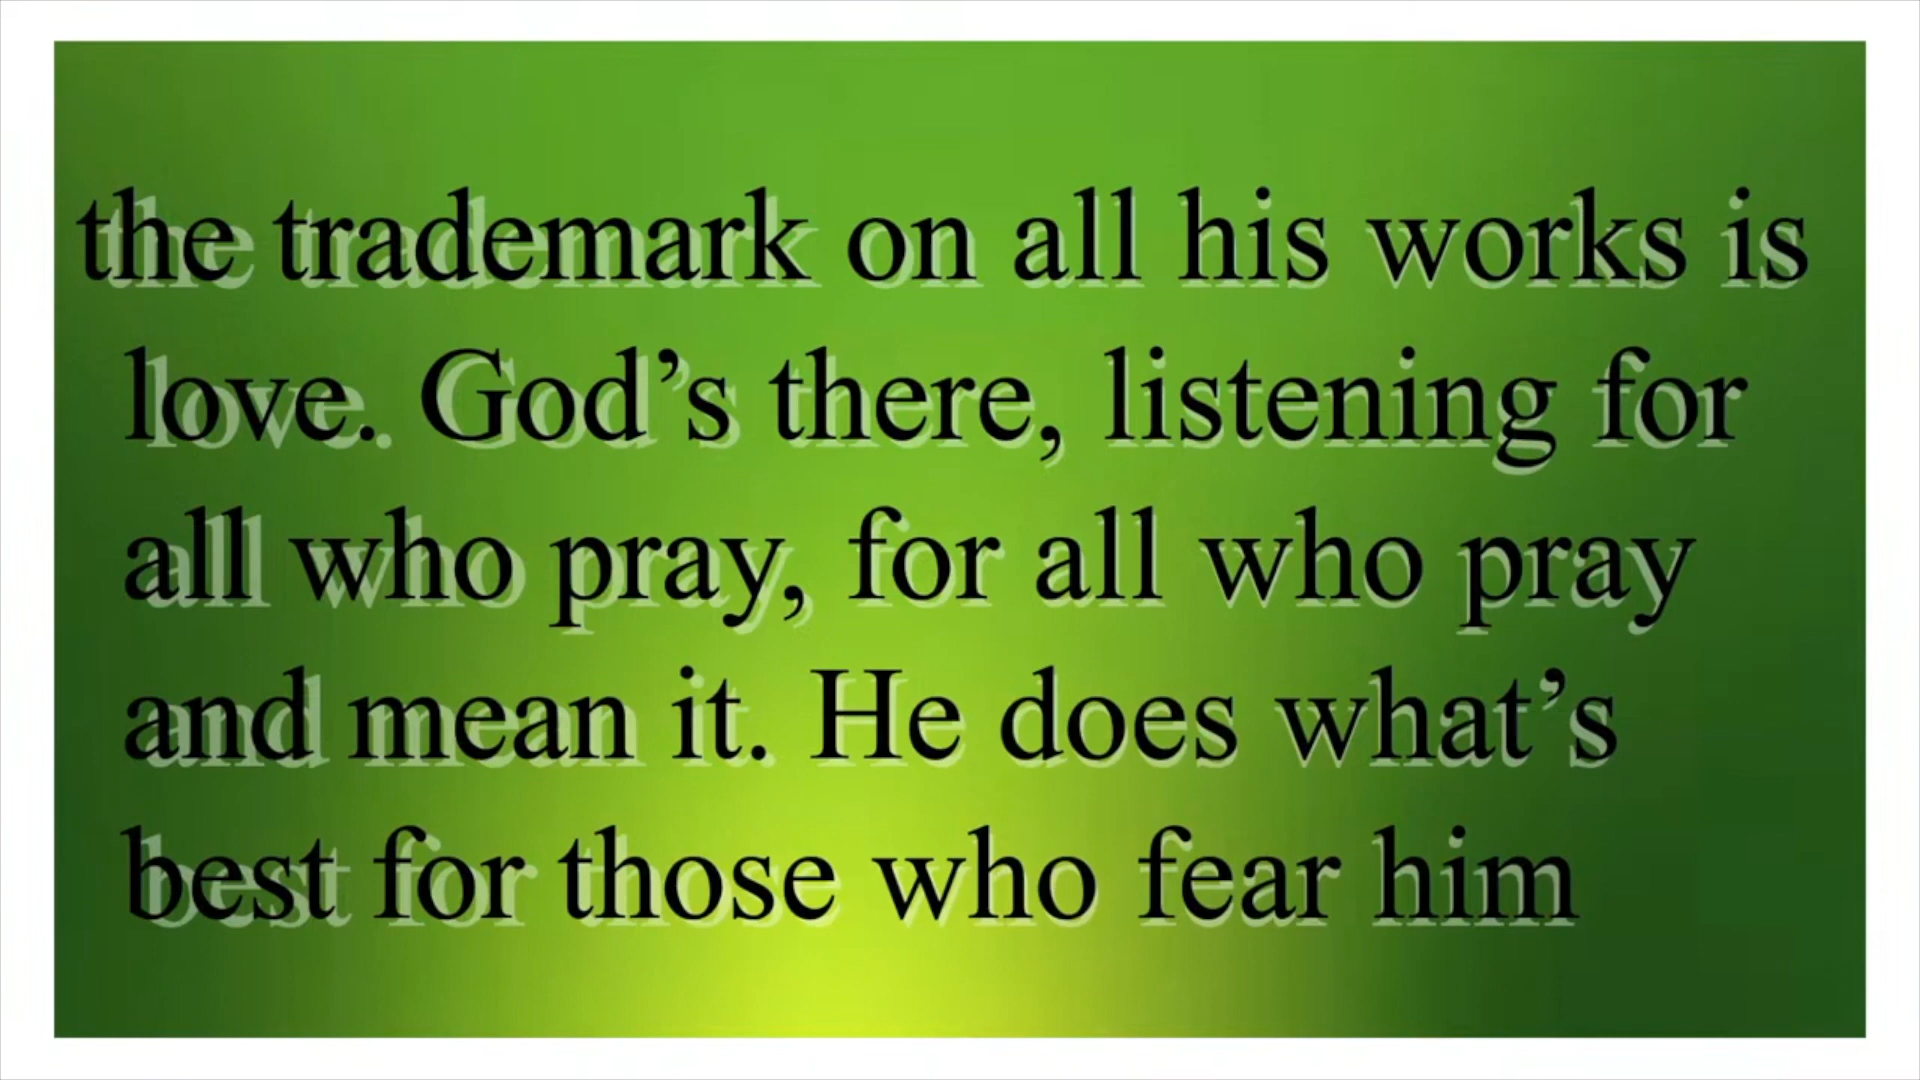 the trademark on all his works is
love. God’s there, listening for
all who pray, for all who pray
and mean it. He does what’s
best for those who fear him